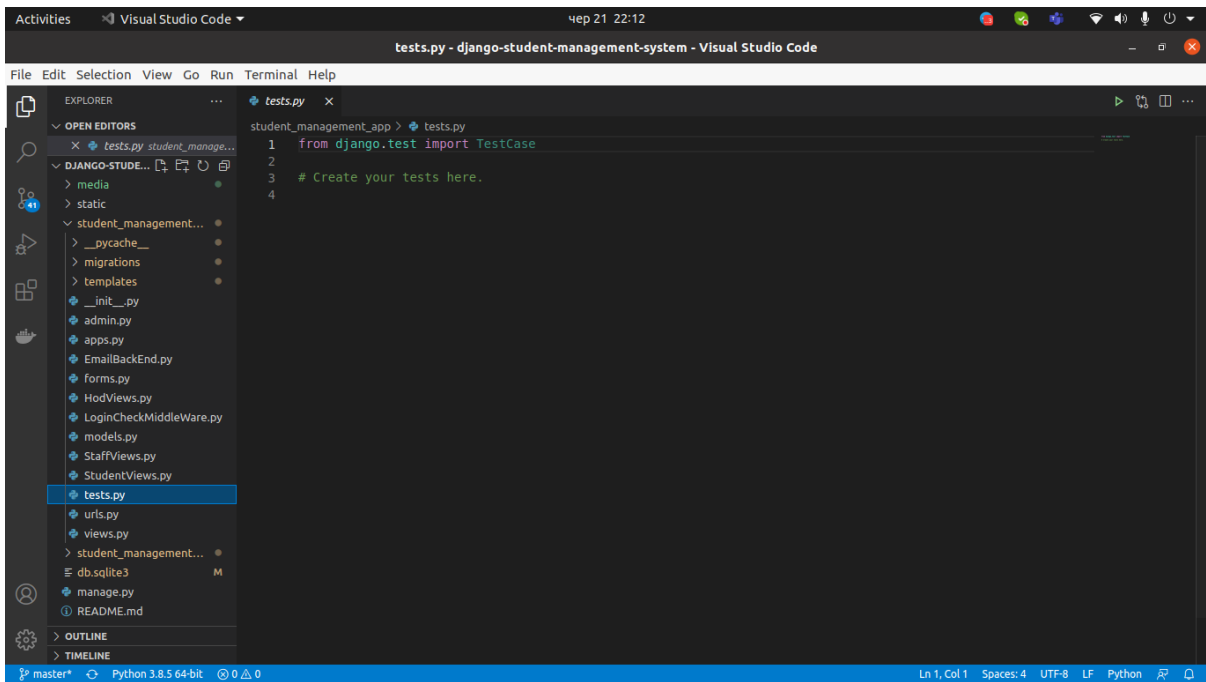 Activities Visual Studio Code чер 21 22:12
tests.py - django-student-management-system - Visual Studio Code
File Edit Selection View Go Run Terminal Help
EXPLORER ...
OPEN EDITORS
tests.py student_manage...
DJANGO-STUDE...
media
static
student_management...
__pycache__
migrations
templates
__init__.py
admin.py
apps.py
EmailBackEnd.py
forms.py
HodViews.py
LoginCheckMiddleWare.py
models.py
StaffViews.py
StudentViews.py
tests.py
urls.py
views.py
student_management...
db.sqlite3 M
manage.py
README.md
OUTLINE
TIMELINE
41
tests.py
student_management_app > tests.py
1 from django.test import TestCase
2
3 # Create your tests here.
4
master* Python 3.8.5 64-bit 0 0 Ln 1, Col 1 Spaces: 4 UTF-8 LF Python